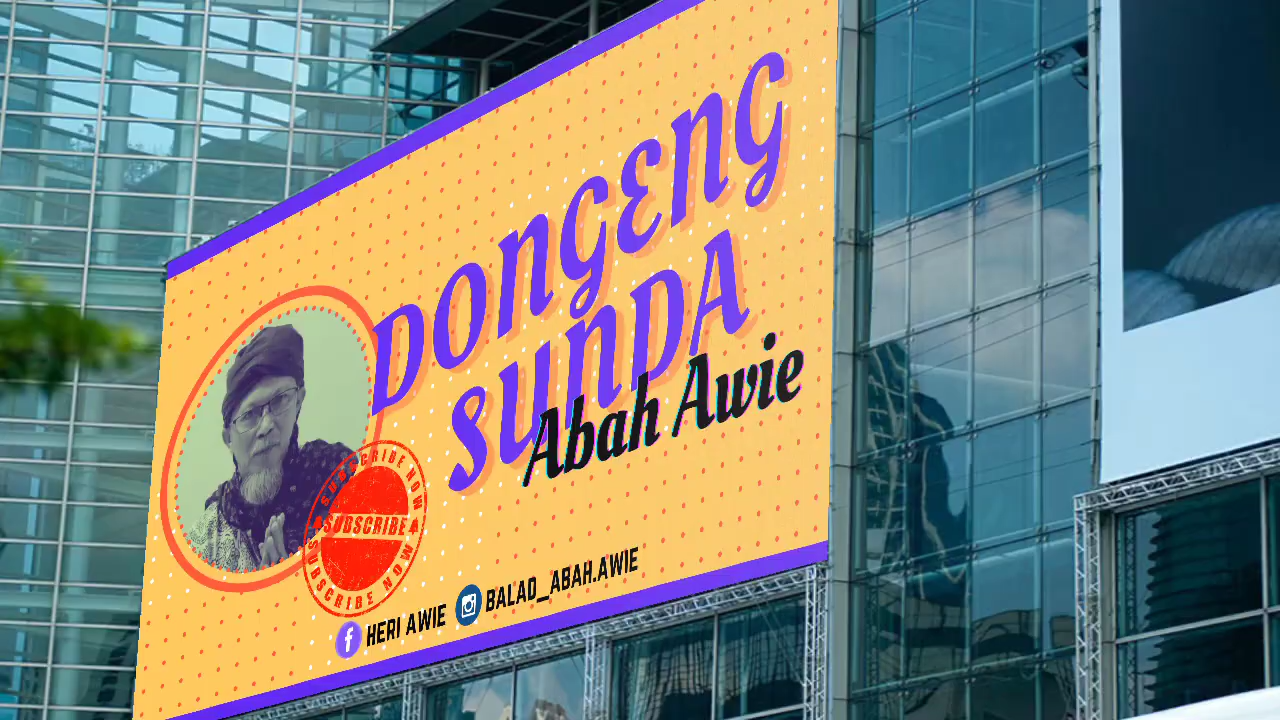 DONGENG
SUNDA
Abah Awie
SUBSCRIBE NOW
SUBSCRIBE
SUBSCRIBE NOW
HERI AWIE
BALAD_ABAH.AWIE